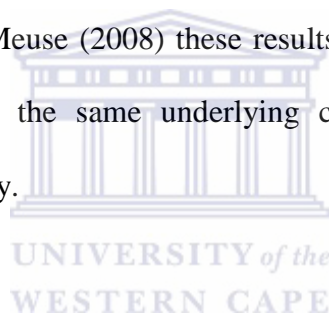 Meuse (2008) these results
the same underlying c
y.
UNIVERSITY of the
WESTERN CAPE